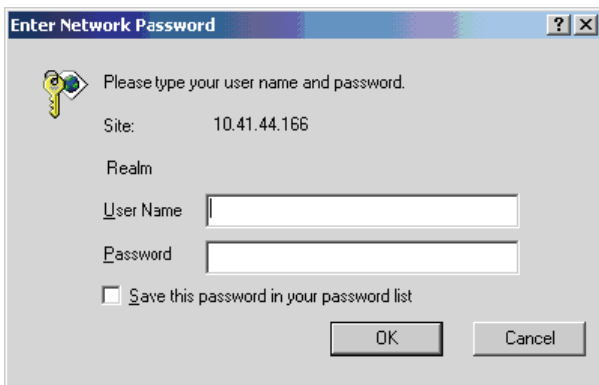 Enter Network Password
Please type your user name and password.
Site: 10.41.44.166
Realm
User Name
Password
Save this password in your password list
OK Cancel